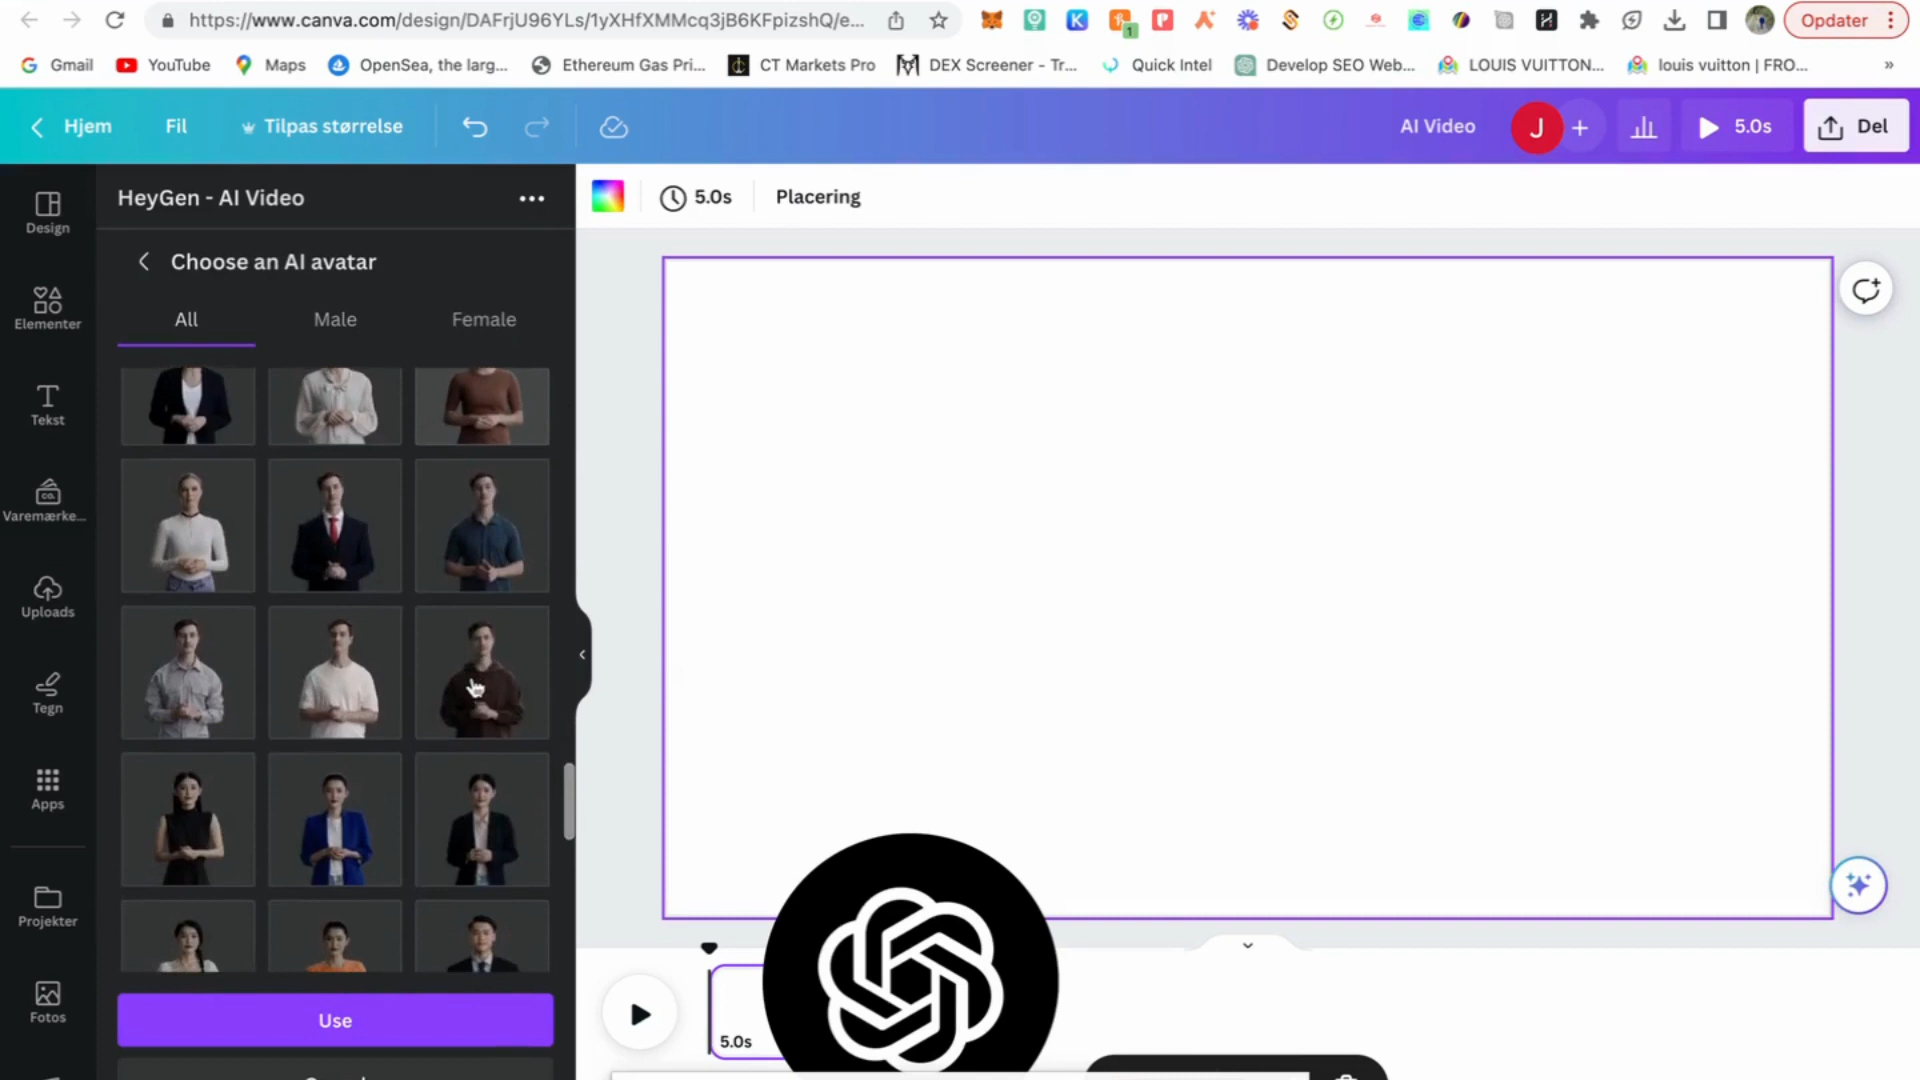 https://www.canva.com/design/DAFrjU96YLs/1yXHfXMMcq3jB6KFpizshQ/e...
1
Opdater
Gmail
YouTube
Maps
OpenSea, the larg...
Ethereum Gas Pri...
CT Markets Pro
DEX Screener - Tr...
Quick Intel
Develop SEO Web...
LOUIS VUITTON...
louis vuitton | FRO...
»
Hjem
Fil
Tilpas størrelse
AI Video
J
+
5.0s
Del
Design
Elementer
Tekst
CO.
Varemærke...
Uploads
Tegn
Apps
Projekter
Fotos
HeyGen - AI Video
Choose an AI avatar
All
Male
Female
Use
5.0s
Placering
5.0s